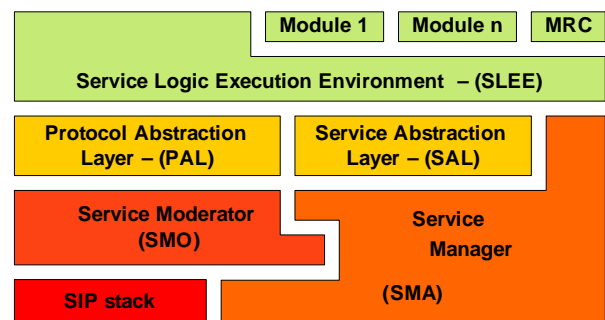 Module 1 Module n MRC
Service Logic Execution Environment – (SLEE)
Protocol Abstraction Service Abstraction
Layer – (PAL) Layer – (SAL)
Service Moderator
(SMO)
Service
Manager
(SMA)
SIP stack